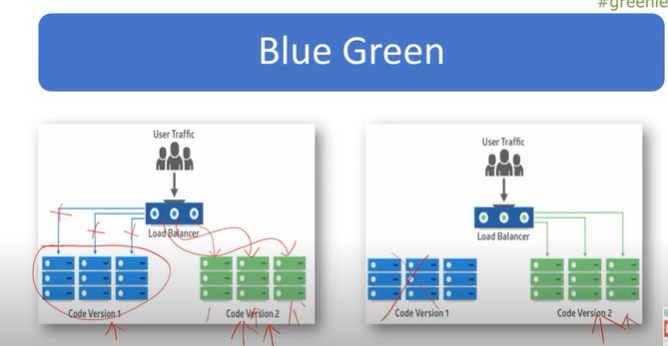 #greenle
Blue Green
User Traffic
Load Balancer
Code Version 1
Code Version 2
User Traffic
Load Balancer
Code Version 1
Code Version 2